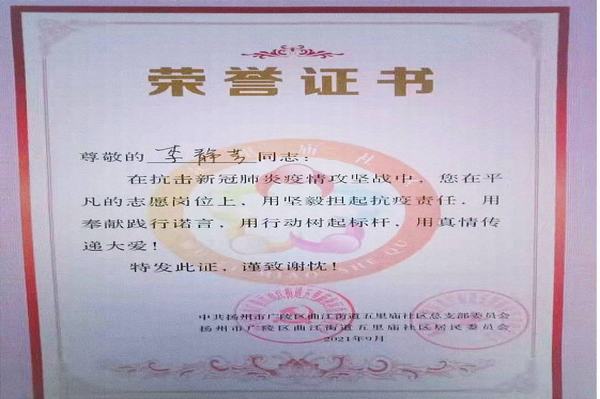 荣誉证书
尊敬的 李静芳 同志：
在抗击新冠肺炎疫情攻坚战中，您在平
凡的志愿岗位上，用坚毅担起抗疫责任，用
奉献践行诺言，用行动树起标杆，用真情传
递大爱！
特发此证，谨致谢忱！
中共扬州市广陵区曲江街道五里庙社区总支部委员会
扬州市广陵区曲江街道五里庙社区居民委员会
2021年9月